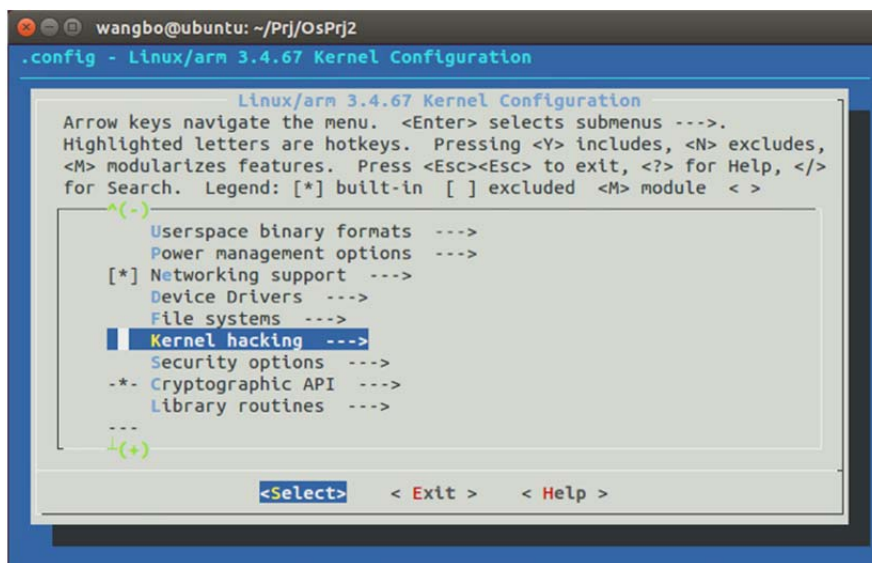 wangbo@ubuntu: ~/Prj/OsPrj2
.config - Linux/arm 3.4.67 Kernel Configuration
Linux/arm 3.4.67 Kernel Configuration
Arrow keys navigate the menu.  <Enter> selects submenus --->.
Highlighted letters are hotkeys.  Pressing <Y> includes, <N> excludes,
<M> modularizes features.  Press <Esc><Esc> to exit, <?> for Help, </>
for Search.  Legend: [*] built-in  [ ] excluded  <M> module  < >
^(-)
Userspace binary formats  --->
Power management options  --->
[*] Networking support  --->
Device Drivers  --->
File systems  --->
Kernel hacking  --->
Security options  --->
-*- Cryptographic API  --->
Library routines  --->
---
┴(+)
<Select>    < Exit >    < Help >